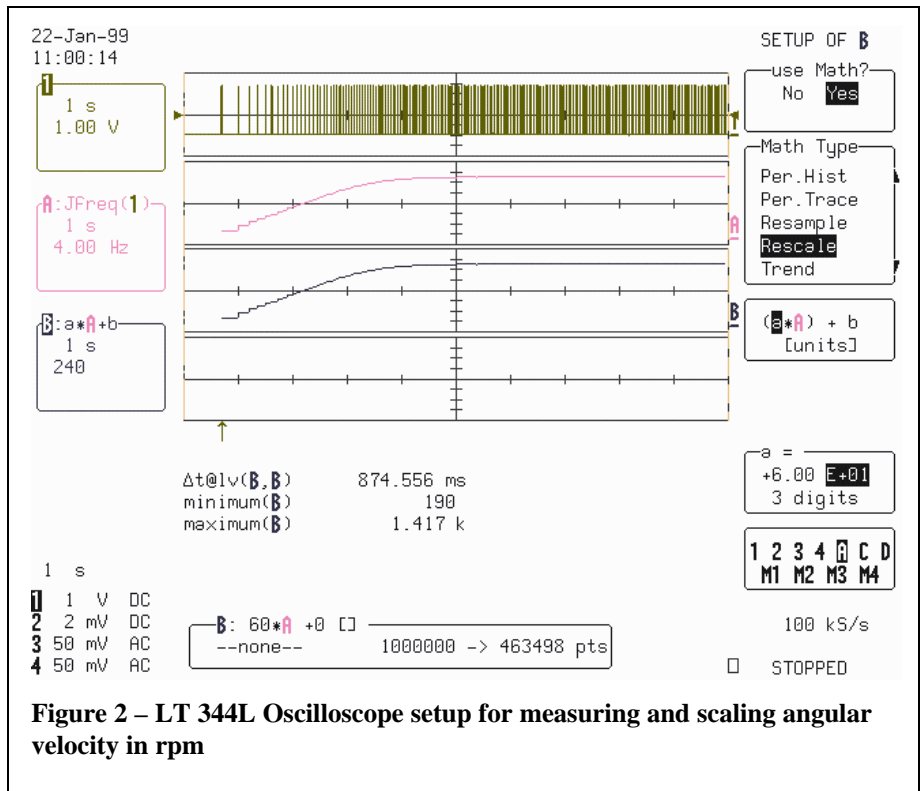 22-Jan-99
11:00:14
1
1 s
1.00 V
A:JFreq(1)
1 s
4.00 Hz
B:a*A+b
1 s
240
A
B
Δt@lv(B,B) 874.556 ms
minimum(B) 190
maximum(B) 1.417 k
1 s
1 1 V DC
2 2 mV DC
3 50 mV AC
4 50 mV AC
B: 60*A +0 []
--none-- 1000000 -> 463498 pts
SETUP OF B
use Math?
No Yes
Math Type
Per.Hist
Per.Trace
Resample
Rescale
Trend
(a*A) + b
[units]
a =
+6.00 E+01
3 digits
1 2 3 4 A C D
M1 M2 M3 M4
100 kS/s
STOPPED
Figure 2 – LT 344L Oscilloscope setup for measuring and scaling angular
velocity in rpm